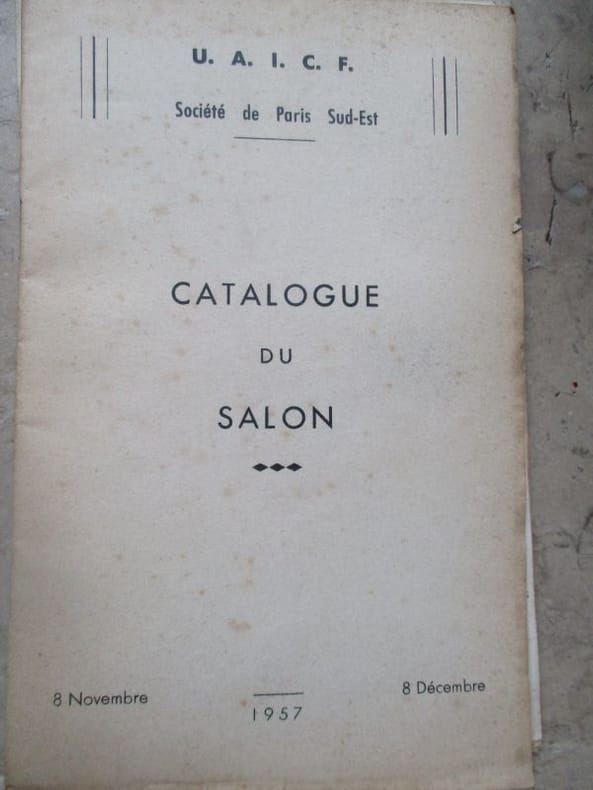 U. A. I. C. F.
Société de Paris Sud-Est
CATALOGUE
DU
SALON
8 Novembre
8 Décembre
1957